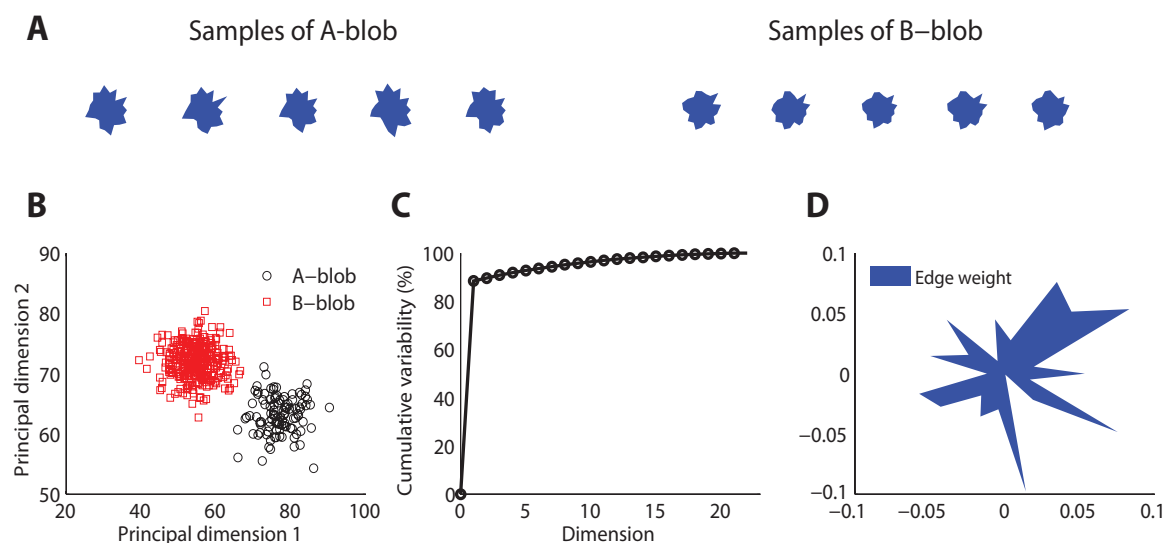 A
Samples of A-blob
Samples of B−blob
B
C
D
90
80
70
60
50
20
40
60
80
100
Principal dimension 2
Principal dimension 1
A−blob
B−blob
100
80
60
40
20
0
0
5
10
15
20
Cumulative variability (%)
Dimension
0.1
0.05
0
−0.05
−0.1
−0.1
−0.05
0
0.05
0.1
Edge weight